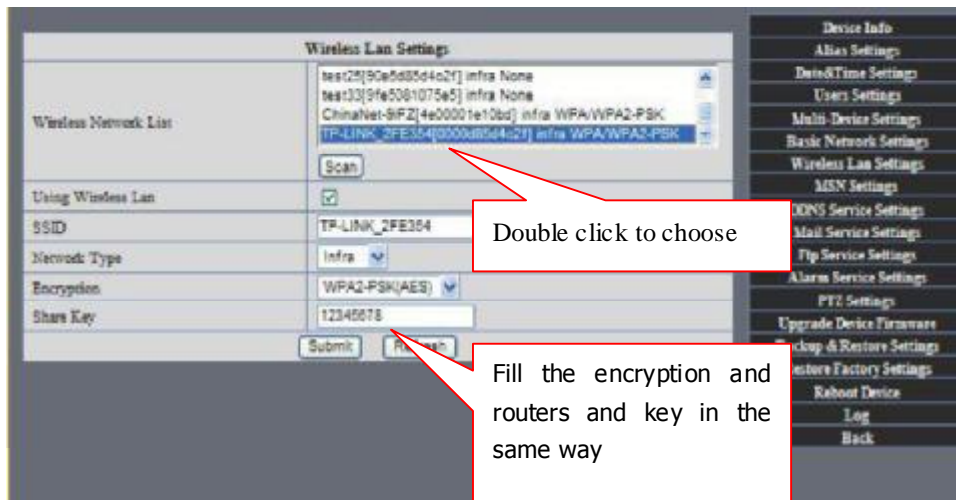 Wireless Lan Settings
Wireless Network List
test25[90e5d85d4c2f] infra None
test33[9fe5081075e5] infra None
ChinaNet-9iFZ[4e00001e10bd] infra WPA/WPA2-PSK
TP-LINK_2FE354[0000d85d4c2f] infra WPA/WPA2-PSK
Scan
Using Wireless Lan
SSID
TP-LINK_2FE354
Network Type
Infra
Encryption
WPA2-PSK(AES)
Share Key
12345678
Submit
Double click to choose
Fill the encryption and
routers and key in the
same way
Device Info
Alias Settings
Date&Time Settings
Users Settings
Multi-Device Settings
Basic Network Settings
Wireless Lan Settings
MSN Settings
DDNS Service Settings
Mail Service Settings
Ftp Service Settings
Alarm Service Settings
PTZ Settings
Upgrade Device Firmware
Backup & Restore Settings
Restore Factory Settings
Reboot Device
Log
Back